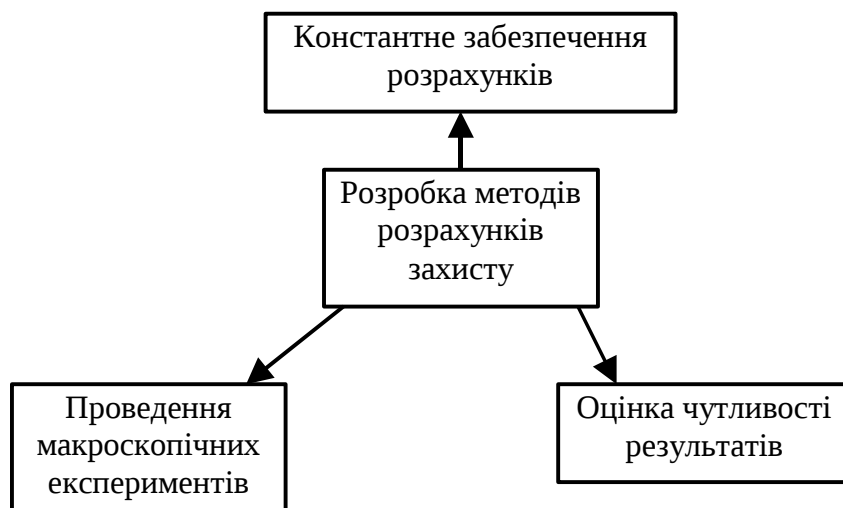 Константне забезпечення
розрахунків
Розробка методів
розрахунків
захисту
Проведення
макроскопічних
експериментів
Оцінка чутливості
результатів